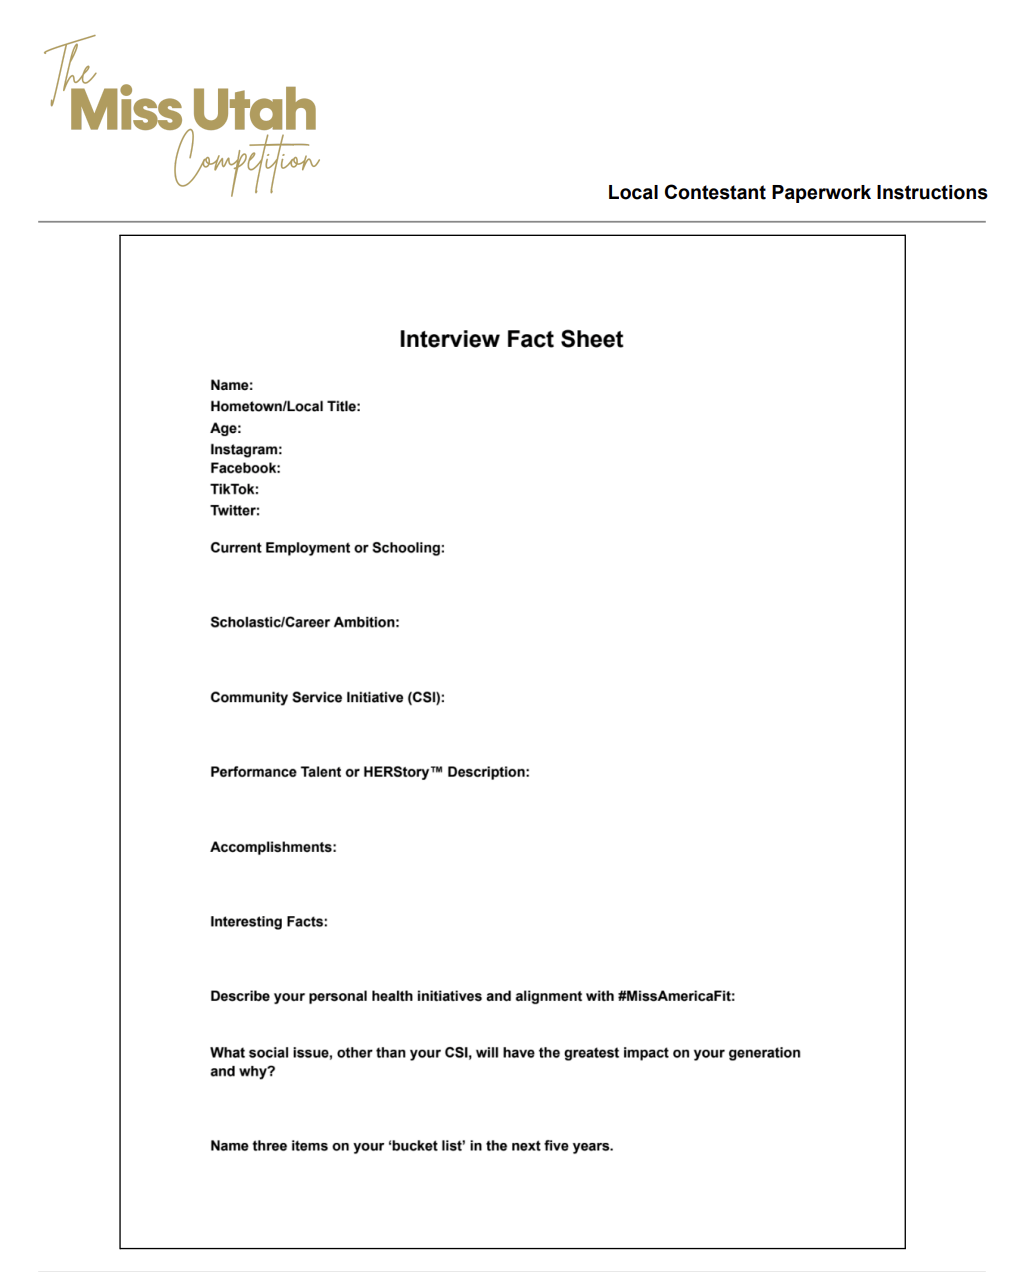 The
Miss Utah
Competition
Local Contestant Paperwork Instructions
Interview Fact Sheet
Name:
Hometown/Local Title:
Age:
Instagram:
Facebook:
TikTok:
Twitter:
Current Employment or Schooling:
Scholastic/Career Ambition:
Community Service Initiative (CSI):
Performance Talent or HERStory™ Description:
Accomplishments:
Interesting Facts:
Describe your personal health initiatives and alignment with #MissAmericaFit:
What social issue, other than your CSI, will have the greatest impact on your generation
and why?
Name three items on your ‘bucket list’ in the next five years.